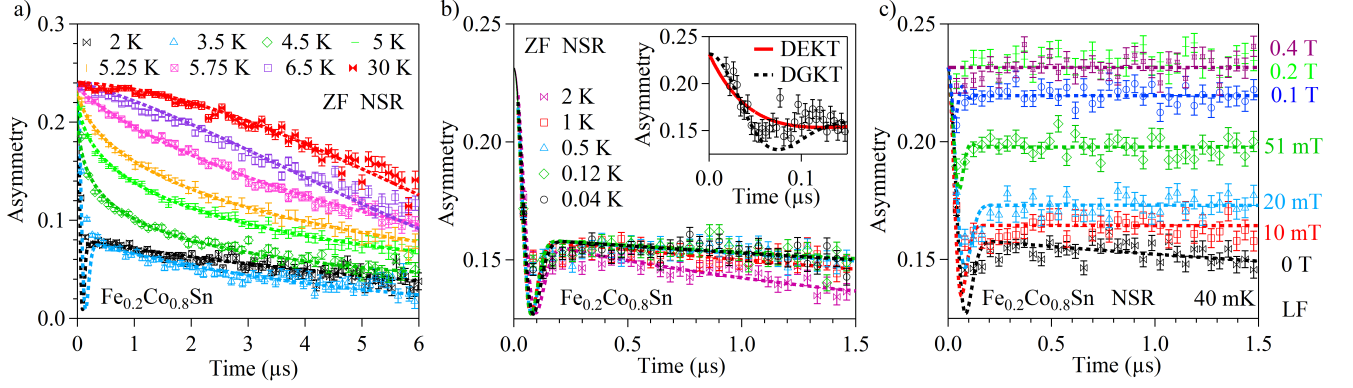 a)
Asymmetry
0.3
0.2
0.1
0.0
2 K 3.5 K 4.5 K 5 K
5.25 K 5.75 K 6.5 K 30 K
ZF NSR
Fe0.2Co0.8Sn
0 1 2 3 4 5 6
Time (µs)
b)
Asymmetry
0.25
0.20
0.15
ZF NSR
2 K
1 K
0.5 K
0.12 K
0.04 K
Asymmetry
0.25
0.20
0.15
DEKT
DGKT
0.0 0.1
Time (µs)
Fe0.2Co0.8Sn
0.0 0.5 1.0 1.5
Time (µs)
c)
Asymmetry
0.25
0.20
0.15
0.4 T
0.2 T
0.1 T
51 mT
20 mT
10 mT
0 T
LF
Fe0.2Co0.8Sn NSR 40 mK
0.0 0.5 1.0 1.5
Time (µs)